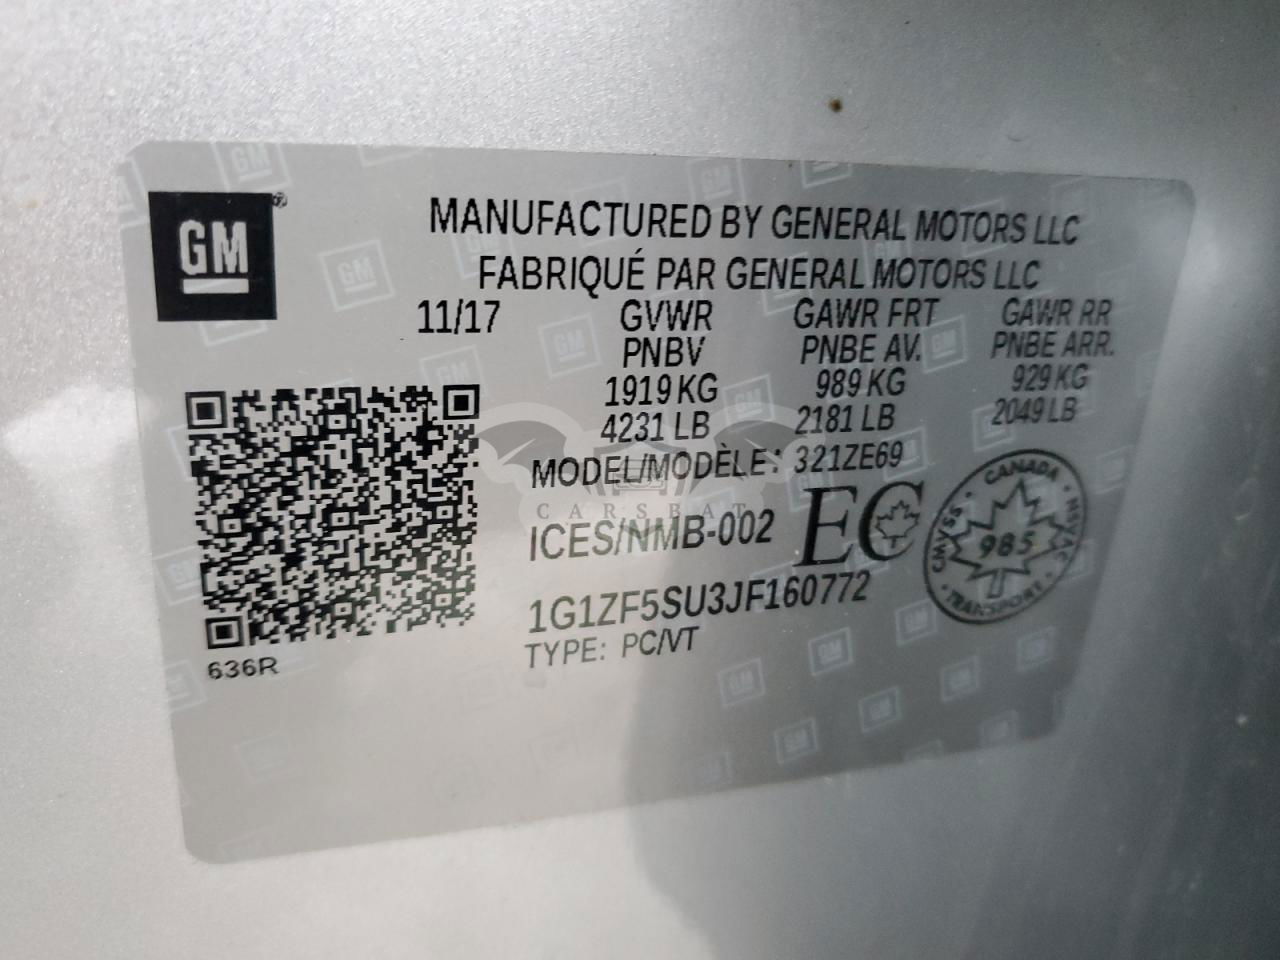 GM®
MANUFACTURED BY GENERAL MOTORS LLC
FABRIQUÉ PAR GENERAL MOTORS LLC
11/17 GVWR GAWR FRT GAWR RR
PNBV PNBE AV. PNBE ARR.
1919 KG 989 KG 929 KG
4231 LB 2181 LB 2049 LB
MODEL/MODÈLE: 321ZE69
CARSBAT
ICES/NMB-002 EC
CANADA
CMVSS 985 NSVAC
TRANSPORT
1G1ZF5SU3JF160772
TYPE: PC/VT
636R